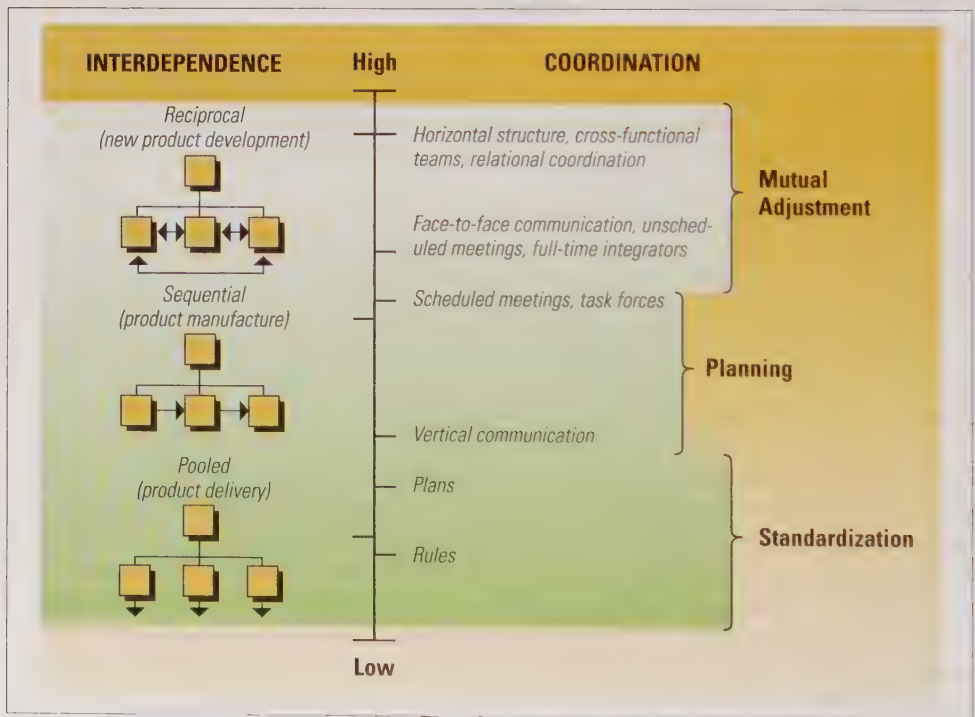 INTERDEPENDENCE
High
COORDINATION
Reciprocal
(new product development)
Horizontal structure, cross-functional
teams, relational coordination
Mutual
Adjustment
Face-to-face communication, unsched-
uled meetings, full-time integrators
Sequential
(product manufacture)
Scheduled meetings, task forces
Planning
Vertical communication
Pooled
(product delivery)
Plans
Rules
Standardization
Low